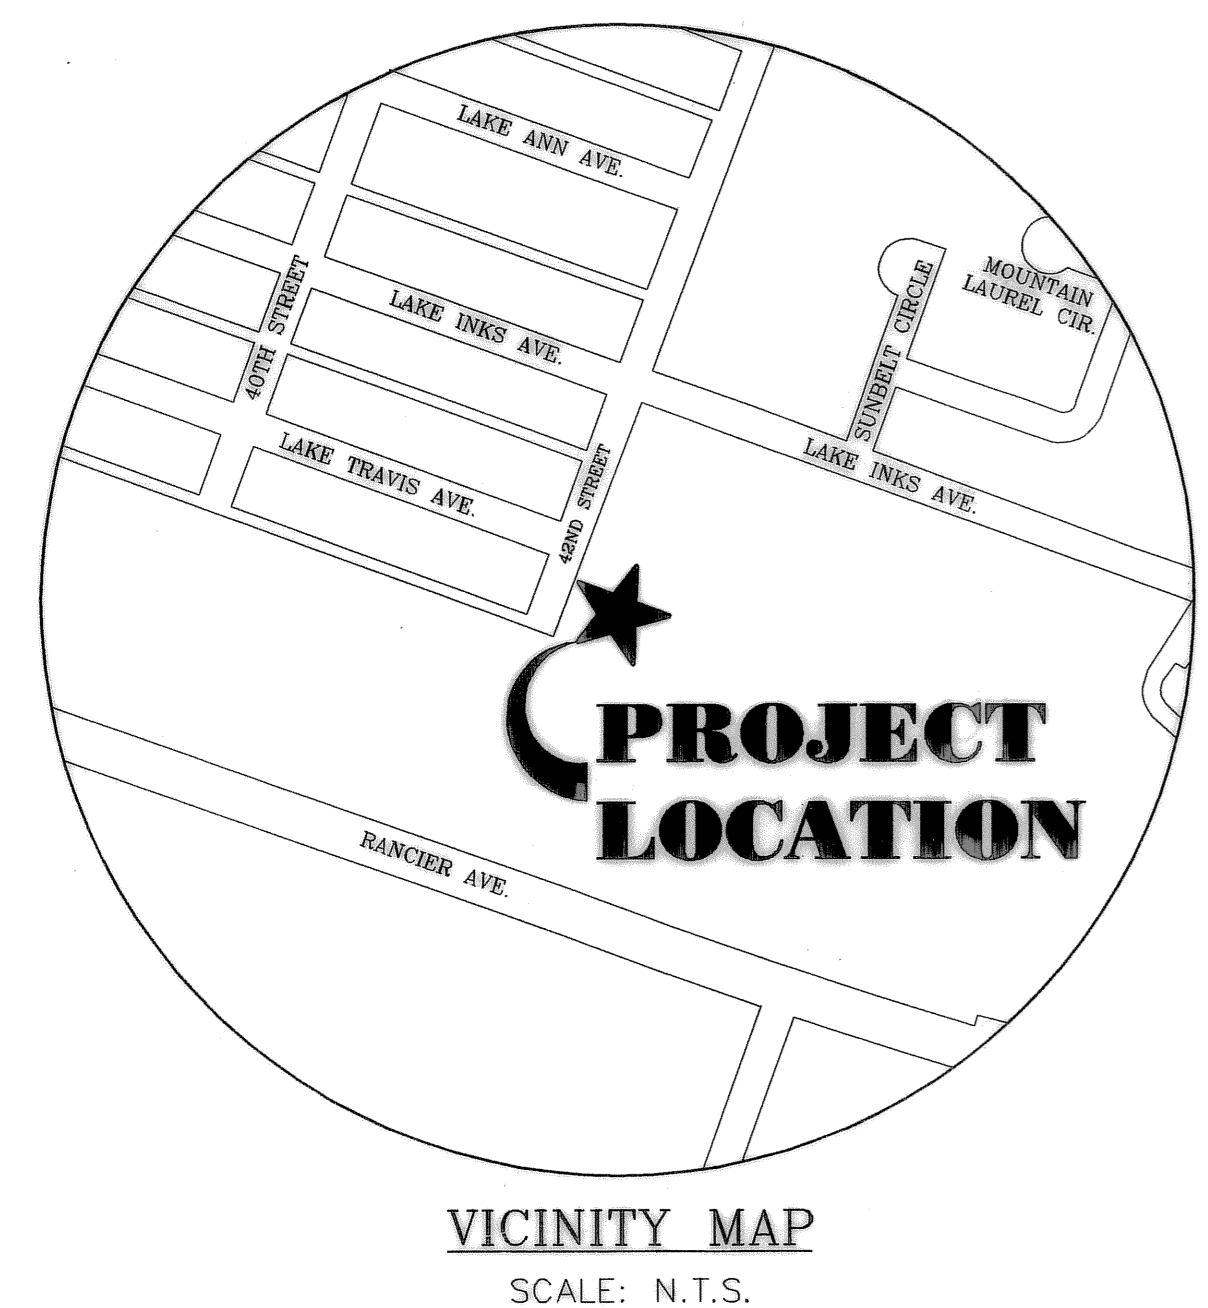 LAKE ANN AVE.
40TH STREET
LAKE INKS AVE.
SUNBELT CIRCLE
MOUNTAIN
LAUREL CIR.
LAKE TRAVIS AVE.
42ND STREET
LAKE INKS AVE.
PROJECT
LOCATION
RANCIER AVE.
VICINITY MAP
SCALE: N.T.S.